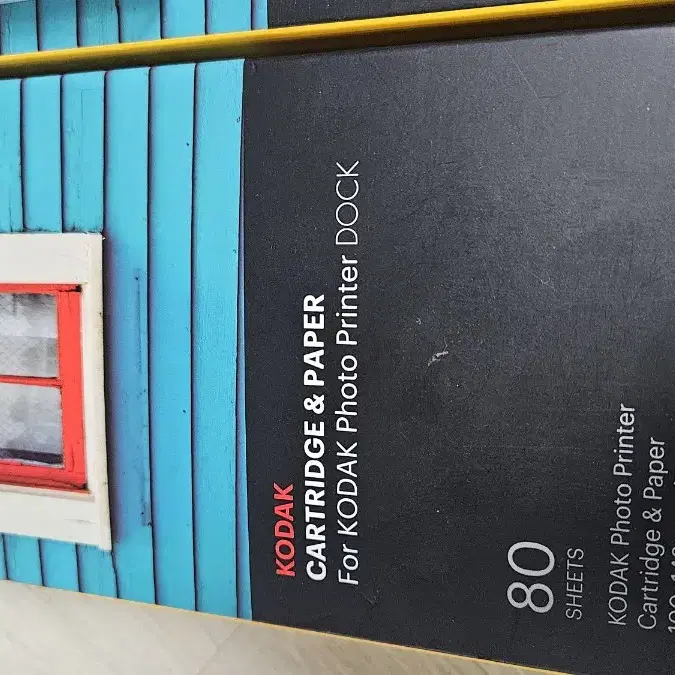 KODAK
CARTRIDGE & PAPER
For KODAK Photo Printer DOCK
80
SHEETS
KODAK Photo Printer
Cartridge & Paper